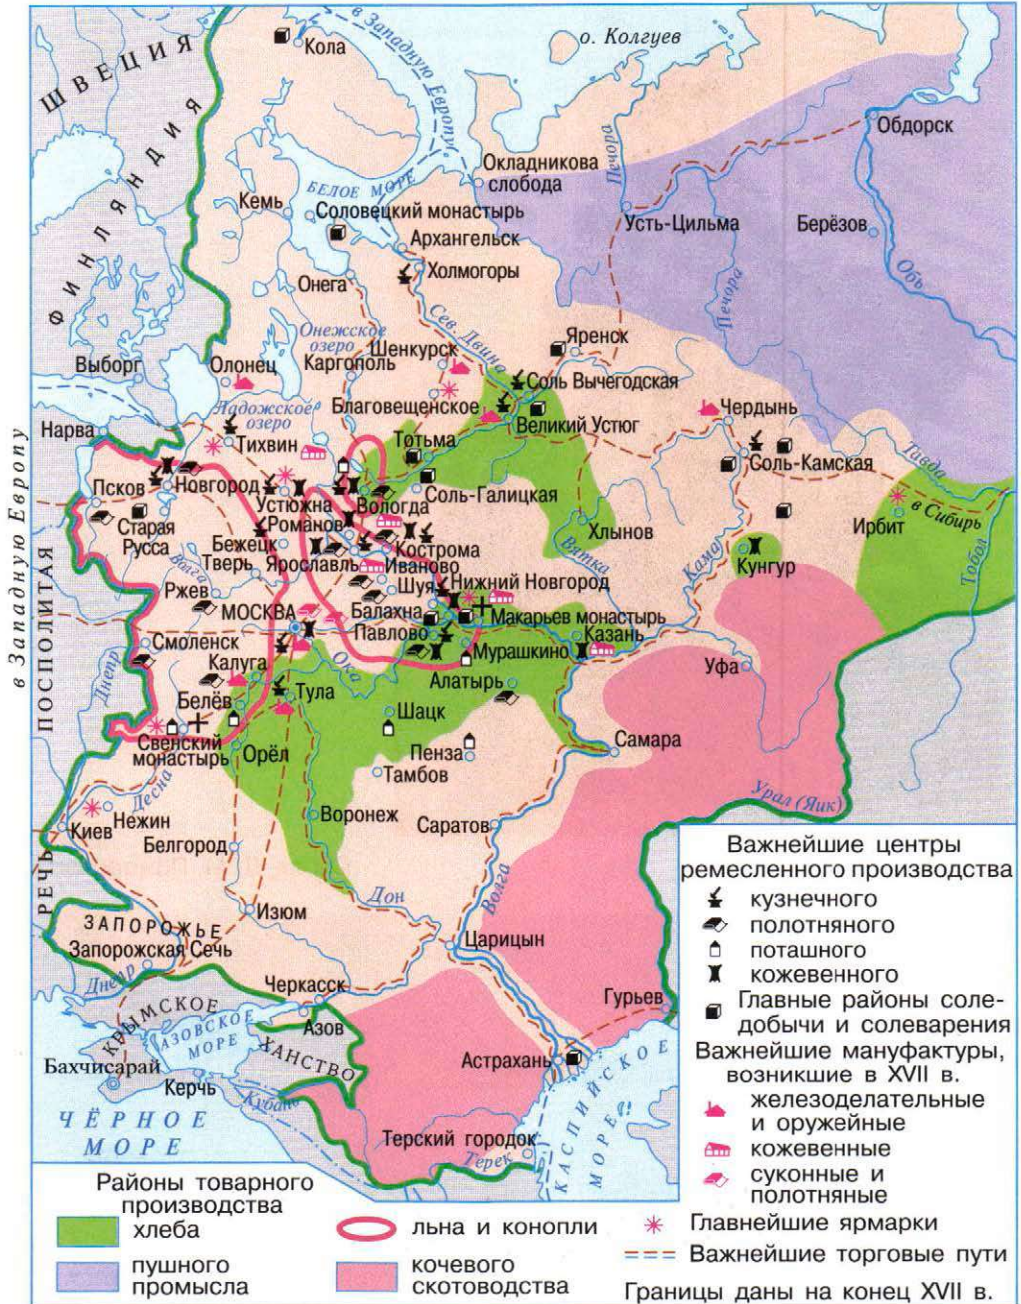 ШВЕЦИЯ
ФИНЛЯНДИЯ
Кола
в Западную Европу
о. Колгуев
Обдорск
Печора
Окладникова
слобода
БЕЛОЕ МОРЕ
Кемь
Соловецкий монастырь
Усть-Цильма
Берёзов
Архангельск
Холмогоры
Онега
Печора
Обь
Онежское
озеро
Сев. Двина
Яренск
Шенкурск
Выборг
Олонец
Каргополь
Соль Вычегодская
Благовещенское
Ладожское
озеро
Великий Устюг
Чердынь
Нарва
Тихвин
Тотьма
Соль-Камская
Тавда
в Западную Европу
Псков
Новгород
Устюжна
Вологда
Соль-Галицкая
в Сибирь
Ирбит
Старая
Русса
Романов
Хлынов
Бежецк
Кострома
Вятка
Кама
Кунгур
Тобол
Волга
Тверь
Ярославль
Иваново
Ржев
Шуя
Нижний Новгород
МОСКВА
Балахна
Макарьев монастырь
Смоленск
Павлово
Казань
Днепр
Калуга
Ока
Мурашкино
Уфа
Белёв
Тула
Алатырь
Шацк
Свенский
монастырь
Орёл
Пенза
Самара
Тамбов
Десна
Нежин
Воронеж
Урал (Яик)
Киев
Белгород
Саратов
РЕЧЬ ПОСПОЛИТАЯ
Дон
Волга
Изюм
ЗАПОРОЖЬЕ
Запорожская Сечь
Царицын
Днепр
Черкасск
Гурьев
КРЫМСКОЕ
ХАНСТВО
АЗОВСКОЕ
МОРЕ
Азов
Бахчисарай
Астрахань
Керчь
Кубань
ЧЁРНОЕ
МОРЕ
Терский городок
Терек
КАСПИЙСКОЕ
МОРЕ
Важнейшие центры
ремесленного производства
кузнечного
полотняного
поташного
кожевенного
Главные районы соле-
добычи и солеварения
Важнейшие мануфактуры,
возникшие в XVII в.
железоделательные
и оружейные
кожевенные
суконные и
полотняные
Главнейшие ярмарки
Важнейшие торговые пути
Границы даны на конец XVII в.
Районы товарного
производства
хлеба
льна и конопли
пушного
промысла
кочевого
скотоводства